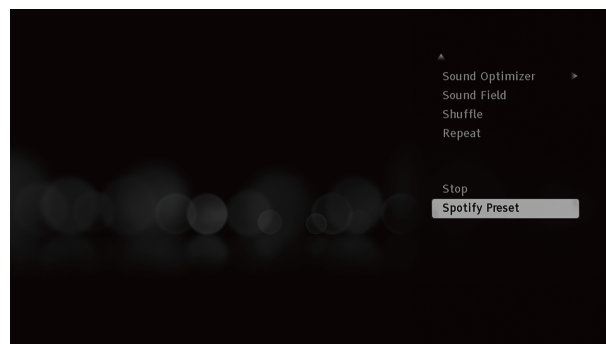 Sound Optimizer
Sound Field
Shuffle
Repeat
Stop
Spotify Preset